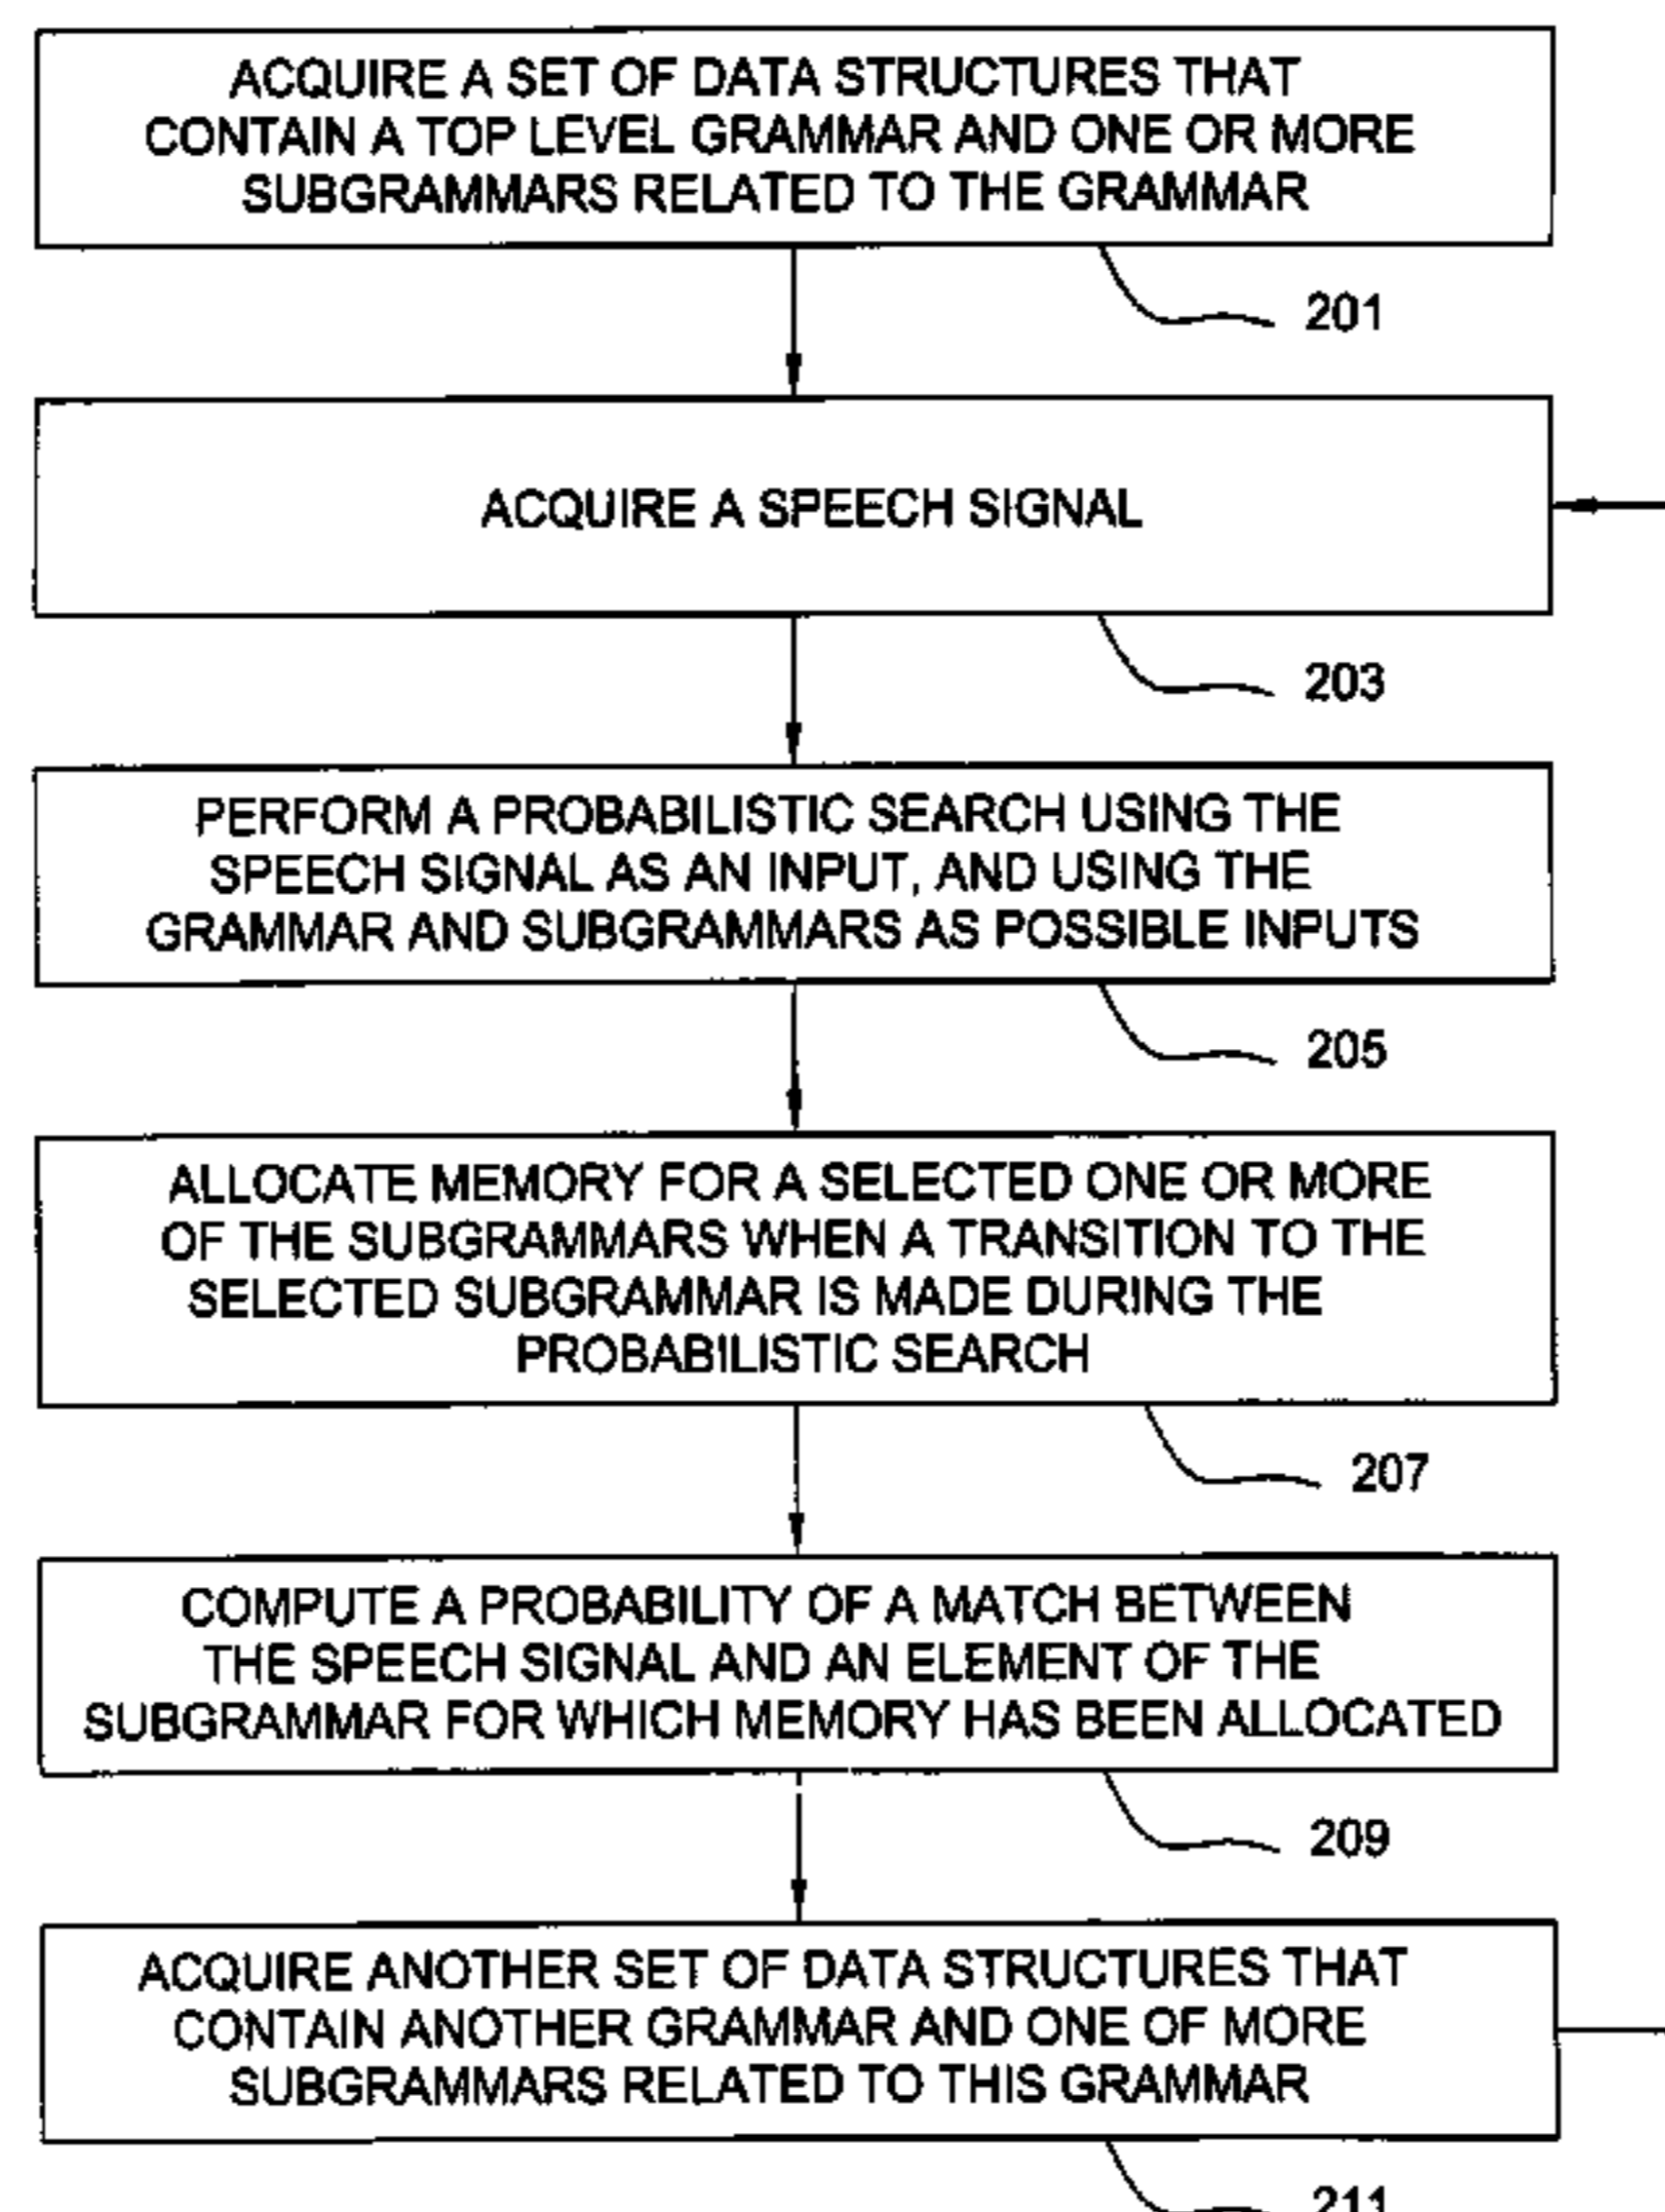 ACQUIRE A SET OF DATA STRUCTURES THAT
CONTAIN A TOP LEVEL GRAMMAR AND ONE OR MORE
SUBGRAMMARS RELATED TO THE GRAMMAR
201
ACQUIRE A SPEECH SIGNAL
203
PERFORM A PROBABILISTIC SEARCH USING THE
SPEECH SIGNAL AS AN INPUT, AND USING THE
GRAMMAR AND SUBGRAMMARS AS POSSIBLE INPUTS
205
ALLOCATE MEMORY FOR A SELECTED ONE OR MORE
OF THE SUBGRAMMARS WHEN A TRANSITION TO THE
SELECTED SUBGRAMMAR IS MADE DURING THE
PROBABILISTIC SEARCH
207
COMPUTE A PROBABILITY OF A MATCH BETWEEN
THE SPEECH SIGNAL AND AN ELEMENT OF THE
SUBGRAMMAR FOR WHICH MEMORY HAS BEEN ALLOCATED
209
ACQUIRE ANOTHER SET OF DATA STRUCTURES THAT
CONTAIN ANOTHER GRAMMAR AND ONE OF MORE
SUBGRAMMARS RELATED TO THIS GRAMMAR
211